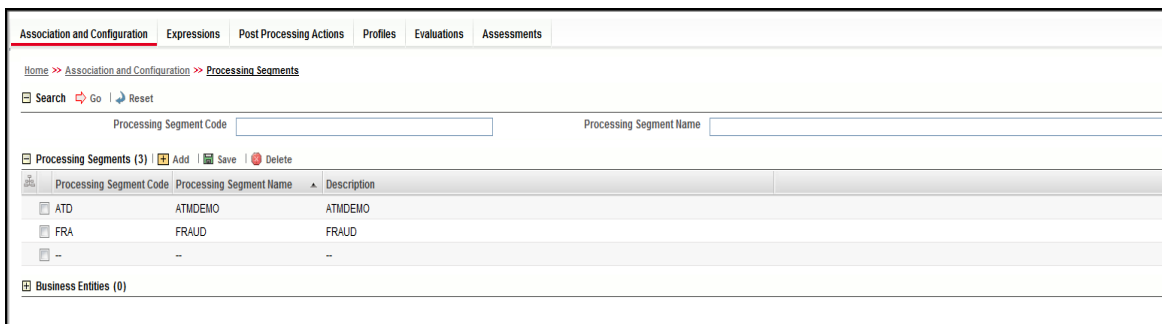 Association and Configuration Expressions Post Processing Actions Profiles Evaluations Assessments
Home >> Association and Configuration >> Processing Segments
Search Go | Reset
Processing Segment Code Processing Segment Name
Processing Segments (3) | Add | Save | Delete
Processing Segment Code Processing Segment Name Description
ATD ATMDEMO ATMDEMO
FRA FRAUD FRAUD
-- -- --
Business Entities (0)